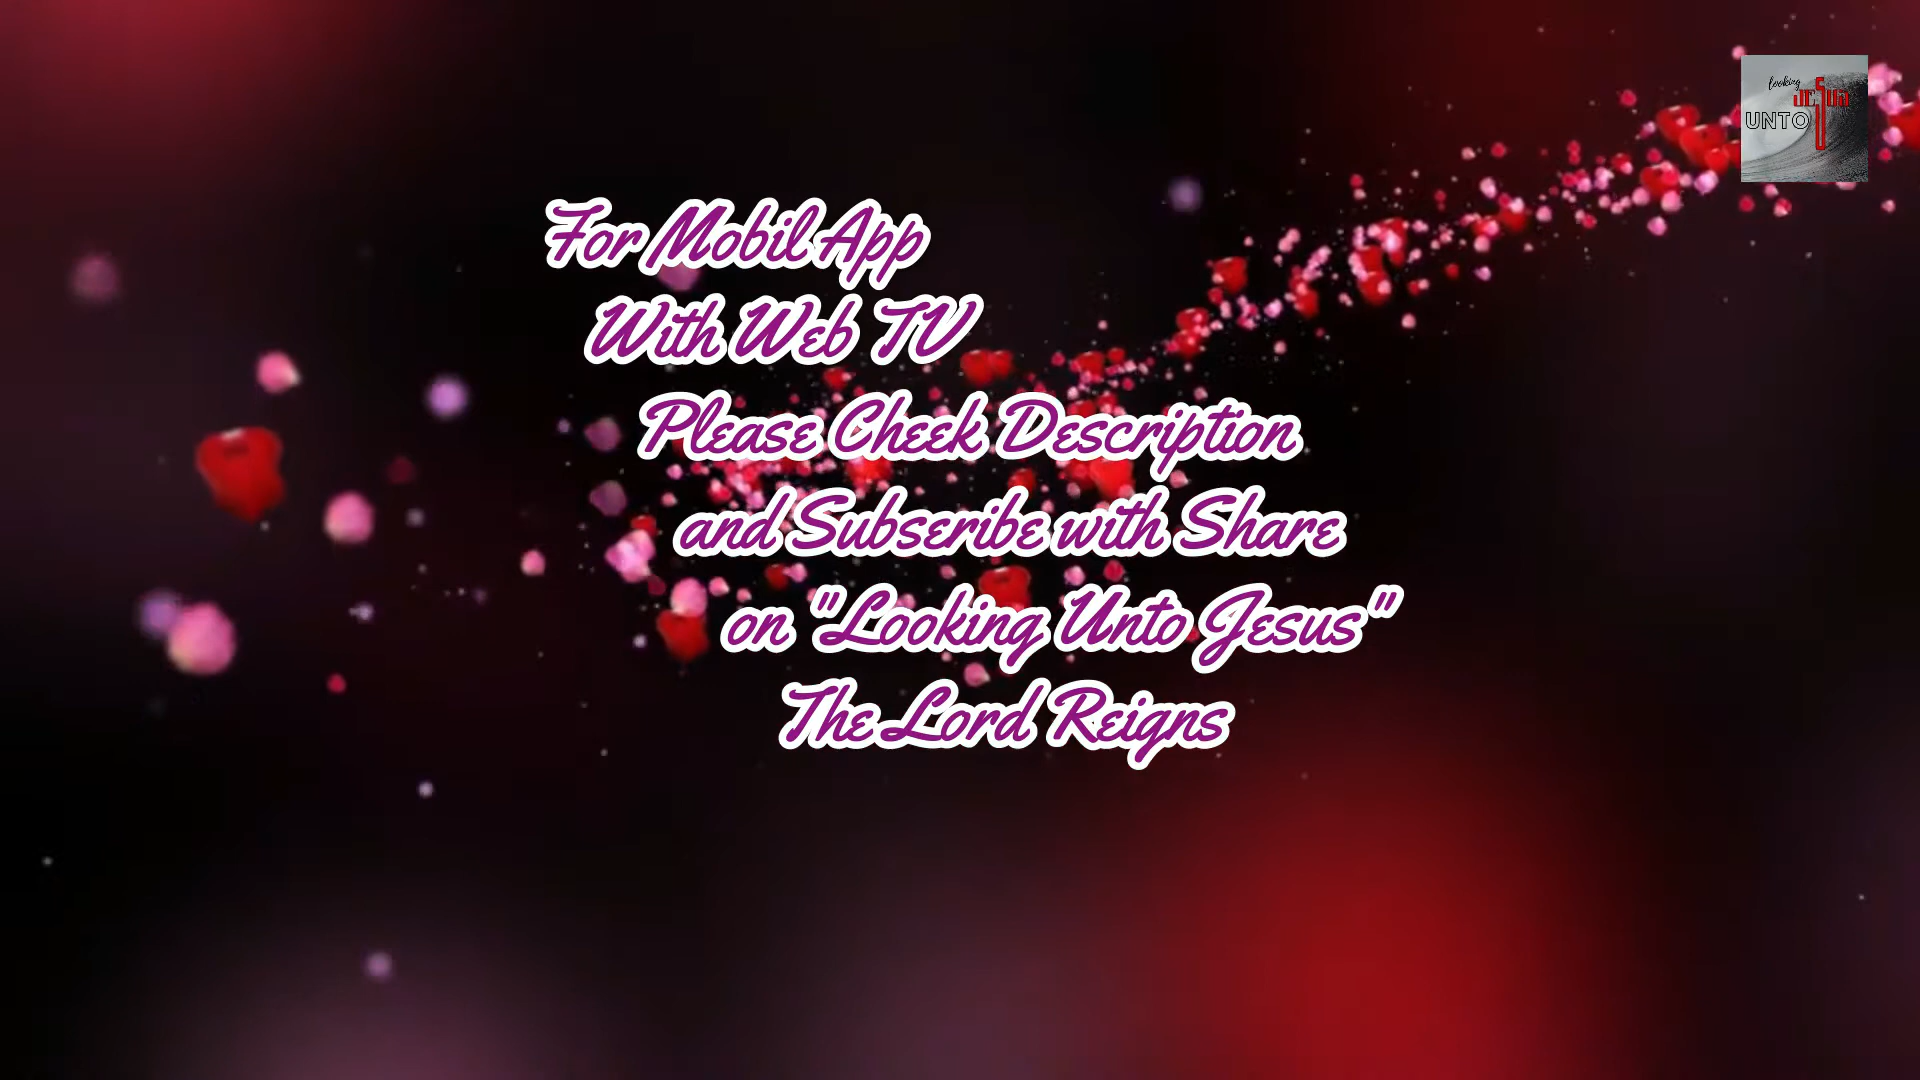 For Mobil App
With Web TV
Please Cheek Description
and Subseribe with Share
on "Looking Unto Jesus"
The Lord Reigns
looking
JESUS
UNTO